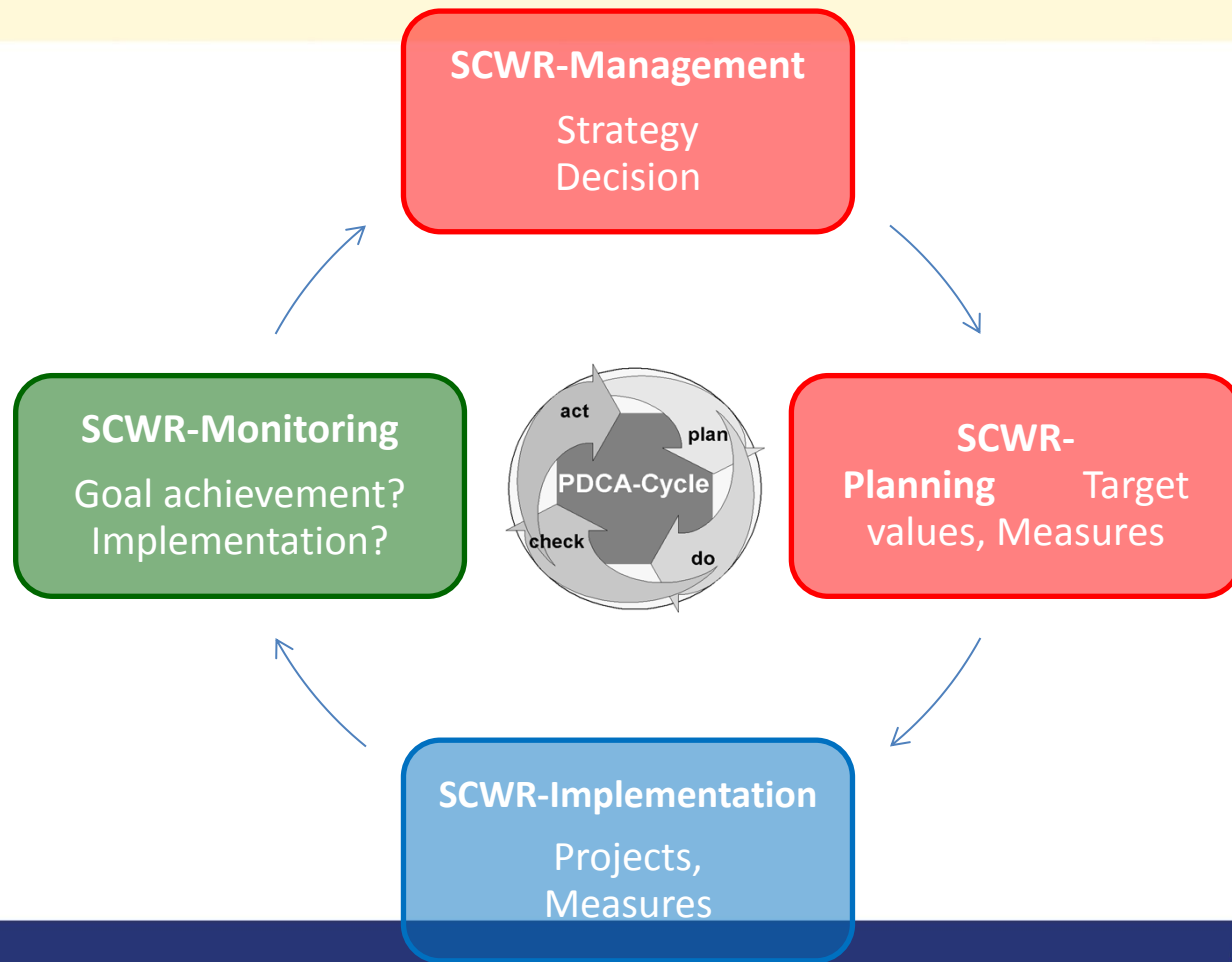 SCWR-Management
Strategy
Decision
SCWR-Monitoring
Goal achievement?
Implementation?
act
plan
PDCA-Cycle
check
do
SCWR-
Planning Target
values, Measures
SCWR-Implementation
Projects,
Measures